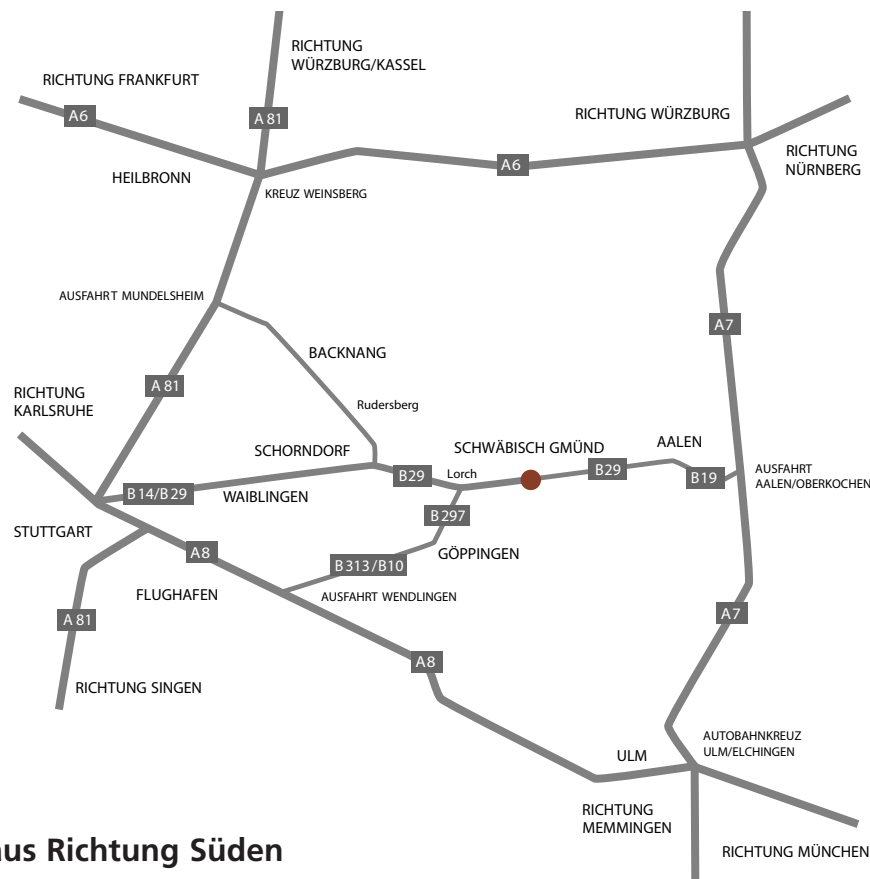 RICHTUNG
WÜRZBURG/KASSEL
RICHTUNG FRANKFURT
A6
A 81
RICHTUNG WÜRZBURG
RICHTUNG
NÜRNBERG
A6
HEILBRONN
KREUZ WEINSBERG
AUSFAHRT MUNDELSHEIM
A7
BACKNANG
A 81
RICHTUNG
KARLSRUHE
Rudersberg
SCHORNDORF
SCHWÄBISCH GMÜND
AALEN
B29
Lorch
B29
B19
AUSFAHRT
AALEN/OBERKOCHEN
B14/B29
WAIBLINGEN
B297
STUTTGART
A8
GÖPPINGEN
B313/B10
FLUGHAFEN
AUSFAHRT WENDLINGEN
A 81
A7
A8
RICHTUNG SINGEN
AUTOBAHNKREUZ
ULM/ELCHINGEN
ULM
RICHTUNG
MEMMINGEN
RICHTUNG MÜNCHEN
aus Richtung Süden